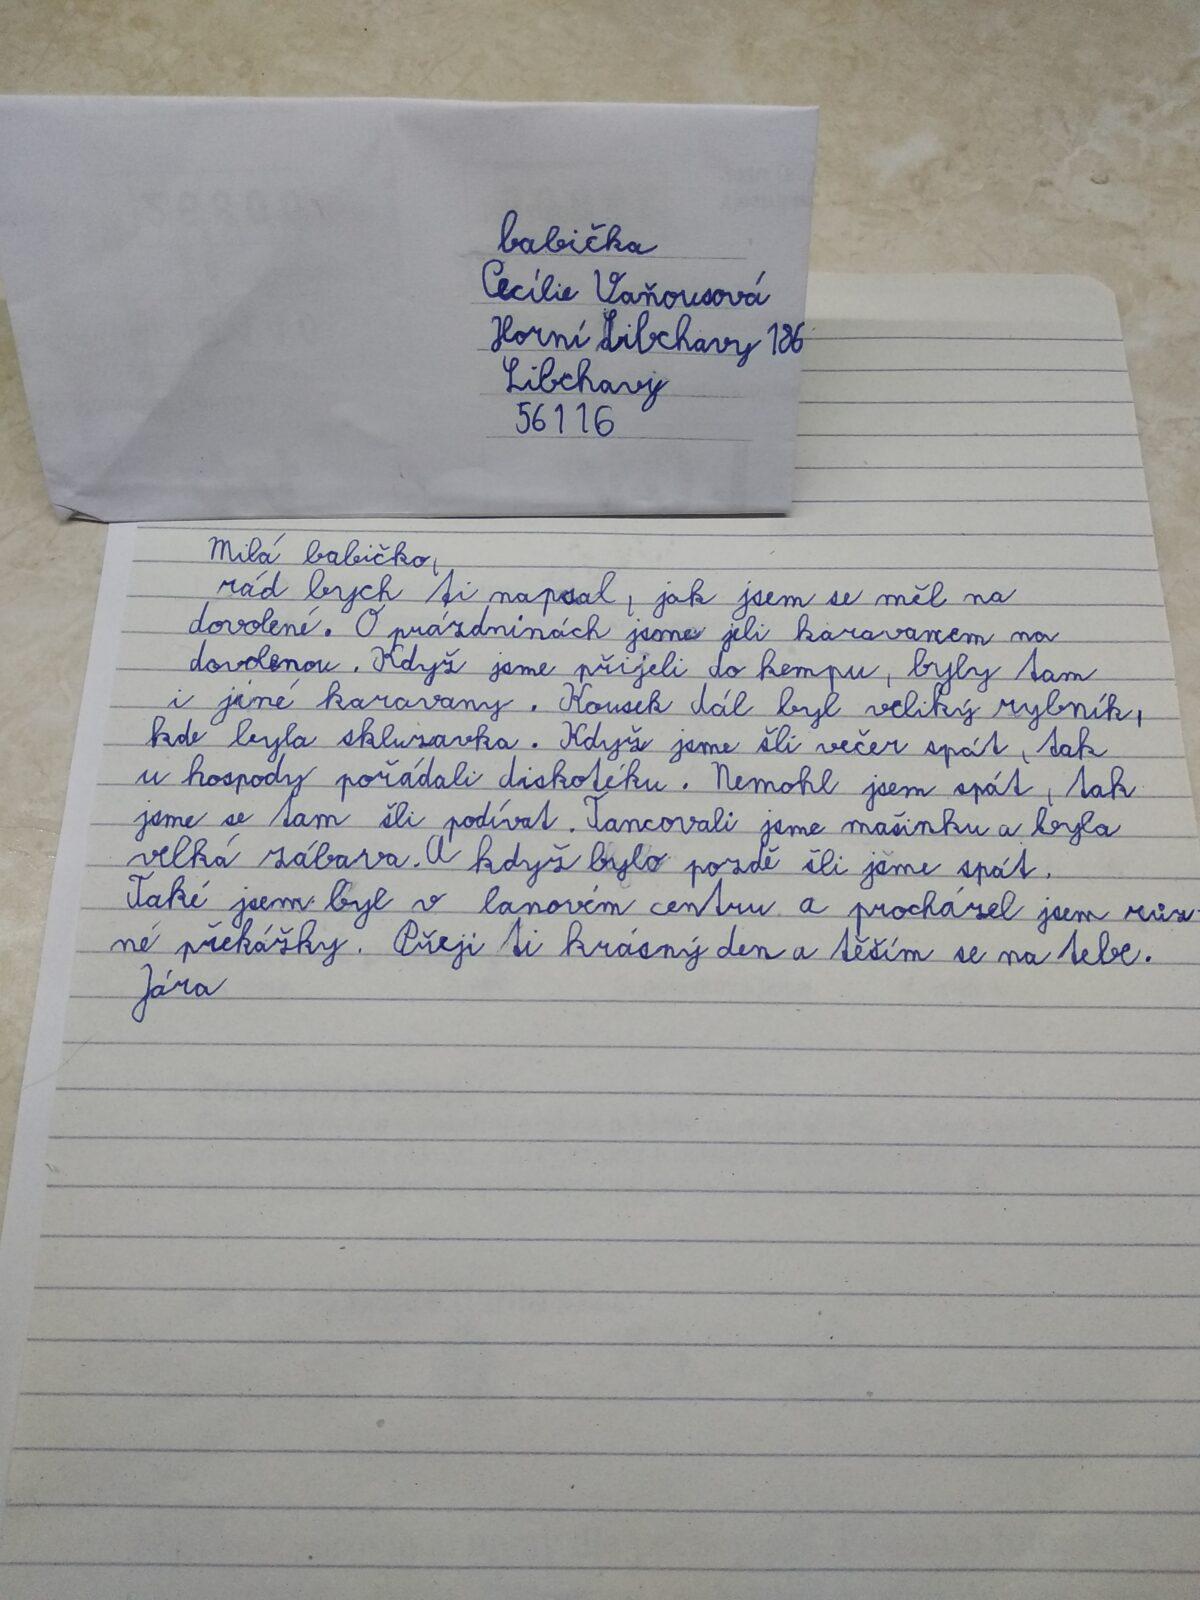 babička
Cecílie Vaňousová
Horní Libchavy 186
Libchavy
56116
Milá babičko,
rád bych ti napsal, jak jsem se měl na
dovolené. O prázdninách jsme jeli karavanem na
dovolenou. Když jsme přijeli do kempu, byly tam
i jiné karavany. Kousek dál byl veliký rybník,
kde byla skluzavka. Když jsme šli večer spát, tak
u hospody pořádali diskotéku. Nemohl jsem spát, tak
jsme se tam šli podívat. Tancovali jsme mašinku a byla
velká zábava. A když bylo pozdě šli jsme spát.
Také jsem byl v lanovém centru a procházel jsem růz-
né překážky. Přeji ti krásný den a těším se na tebe.
Jára